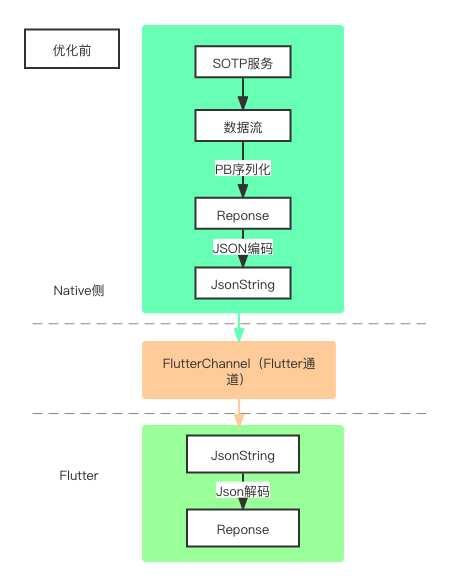 优化前
SOTP服务
数据流
PB序列化
Reponse
JSON编码
JsonString
Native侧
FlutterChannel（Flutter通
道）
JsonString
Flutter
Json解码
Reponse